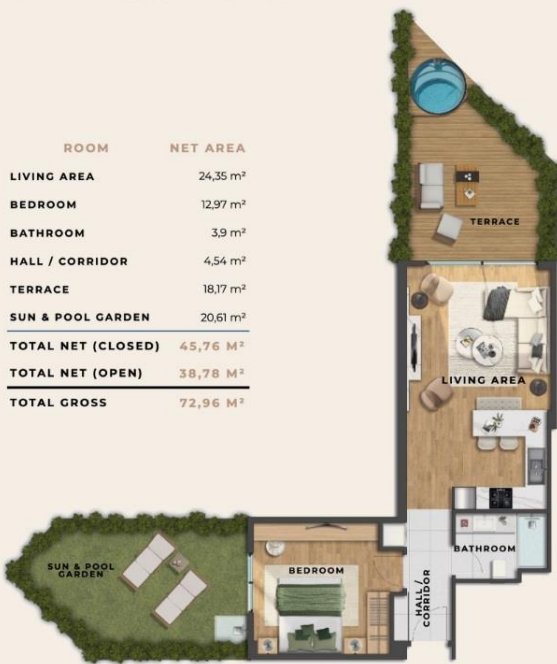 ROOM NET AREA
LIVING AREA 24,35 m²
BEDROOM 12,97 m²
BATHROOM 3,9 m²
HALL / CORRIDOR 4,54 m²
TERRACE 18,17 m²
SUN & POOL GARDEN 20,61 m²
TOTAL NET (CLOSED) 45,76 M²
TOTAL NET (OPEN) 38,78 M²
TOTAL GROSS 72,96 M²
TERRACE
LIVING AREA
BATHROOM
SUN & POOL
GARDEN
BEDROOM
HALL /
CORRIDOR